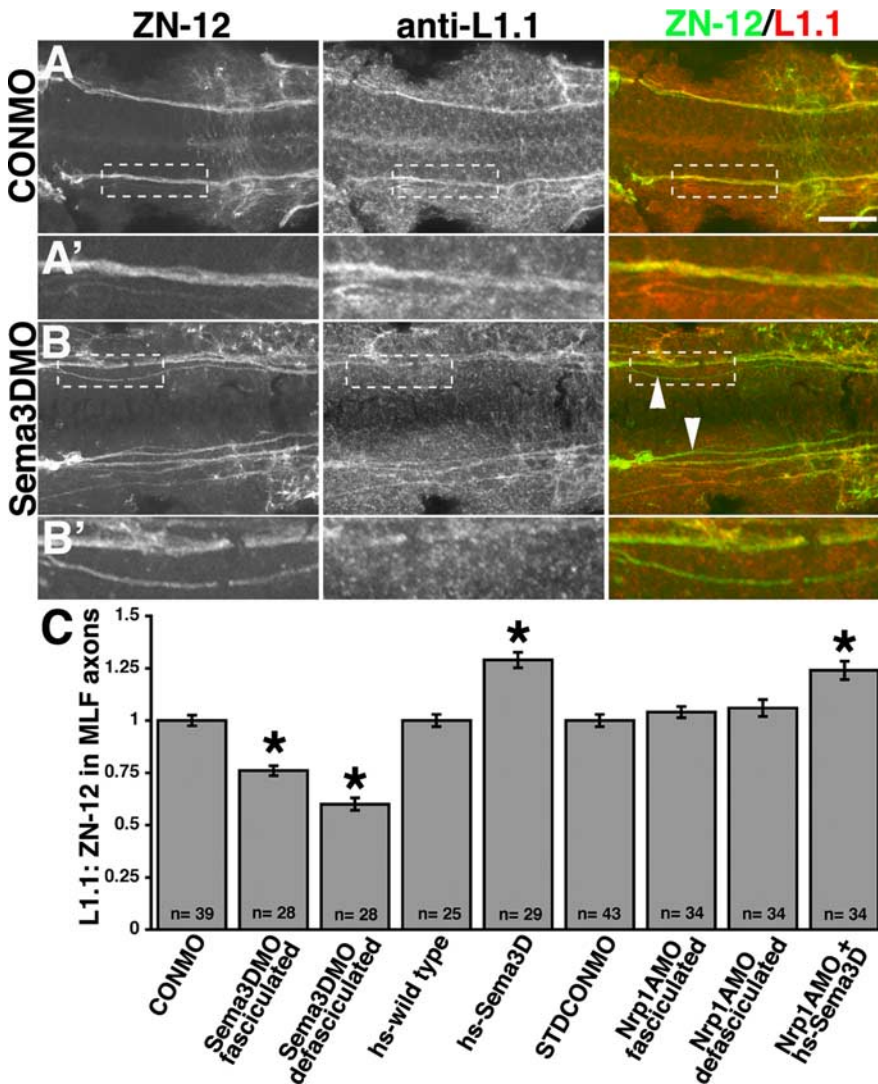 ZN-12 anti-L1.1 ZN-12/L1.1
CONMO
A
A'
Sema3DMO
B
B'
C
L1.1: ZN-12 in MLF axons
1.5
1.25
1
0.75
0.5
0.25
0
* * * *
n= 39 n= 28 n= 28 n= 25 n= 29 n= 43 n= 34 n= 34 n= 34
CONMO
Sema3DMO
fasciculated
Sema3DMO
defasciculated
hs-wild type
hs-Sema3D
STDCONMO
Nrp1AMO
fasciculated
Nrp1AMO
defasciculated
Nrp1AMO +
hs-Sema3D